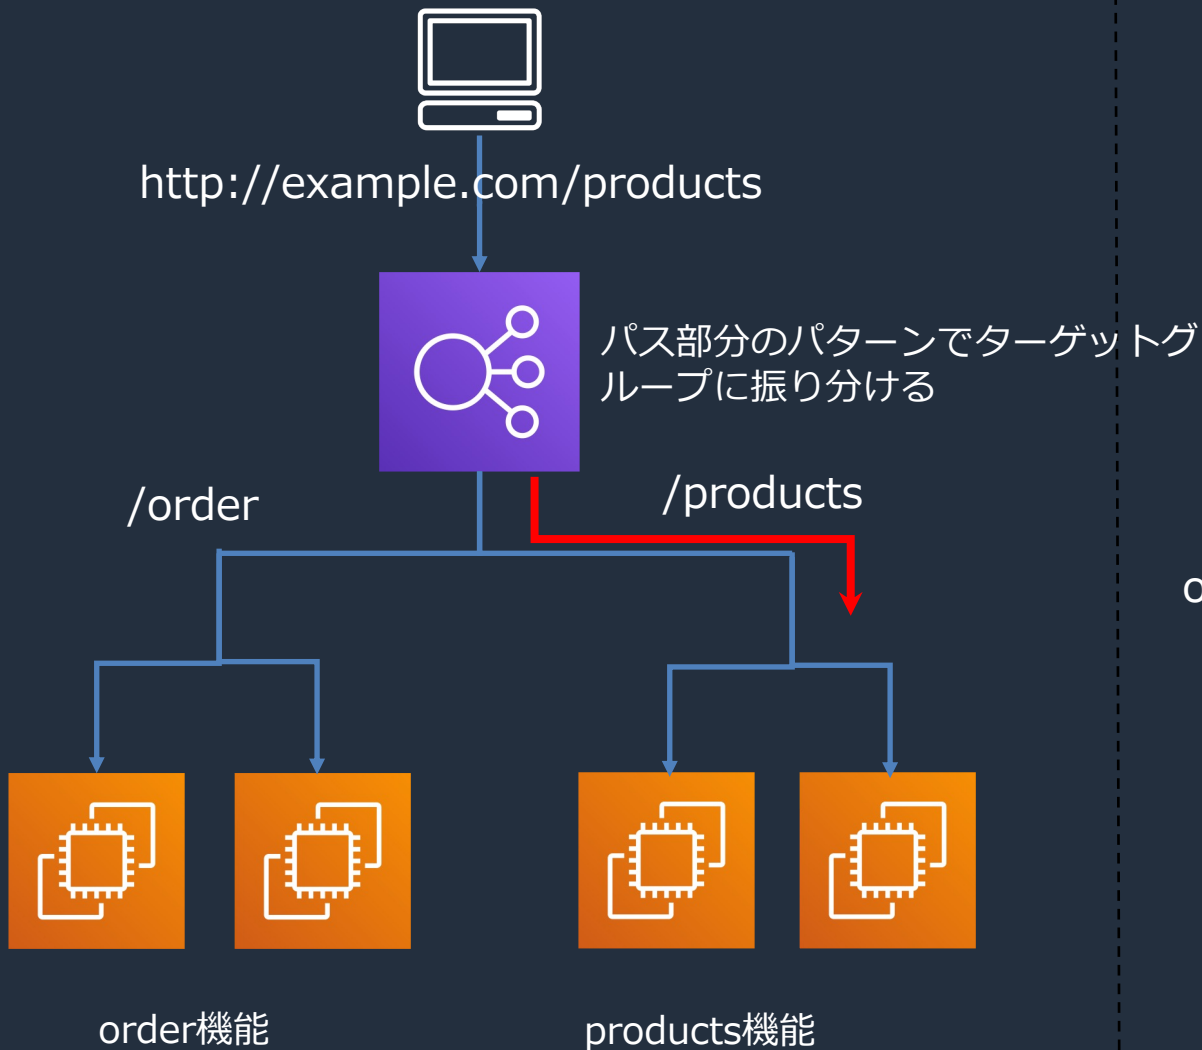 http://example.com/products
パス部分のパターンでターゲットグ
ループに振り分ける
/order
/products
order機能
products機能